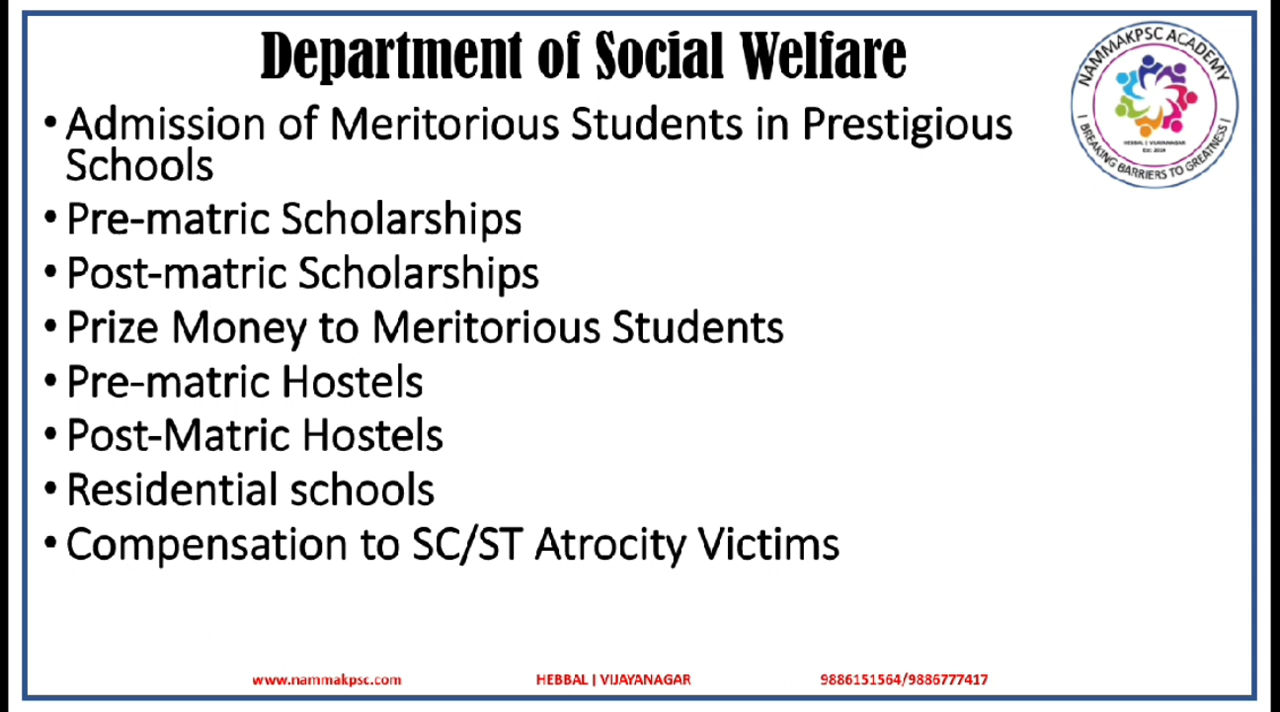 Department of Social Welfare
NAMMAKPSC ACADEMY
| BREAKING BARRIERS TO GREATNESS |
HEBBAL | VIJAYANAGAR
• Admission of Meritorious Students in Prestigious
Schools
• Pre-matric Scholarships
• Post-matric Scholarships
• Prize Money to Meritorious Students
• Pre-matric Hostels
• Post-Matric Hostels
• Residential schools
• Compensation to SC/ST Atrocity Victims
www.nammakpsc.com
HEBBAL | VIJAYANAGAR
9886151564/9886777417